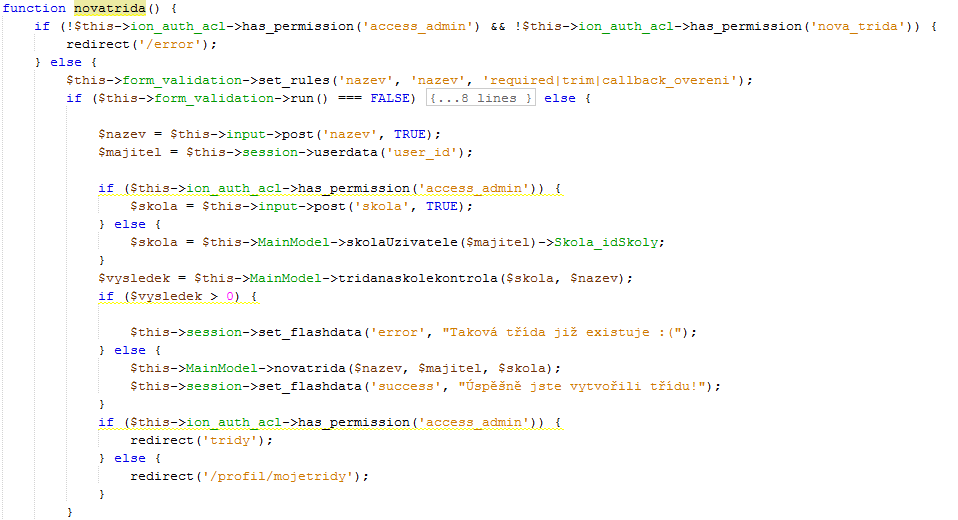 function novatrida() {
    if (!$this->ion_auth_acl->has_permission('access_admin') && !$this->ion_auth_acl->has_permission('nova_trida')) {
        redirect('/error');
    } else {
        $this->form_validation->set_rules('nazev', 'nazev', 'required|trim|callback_overeni');
        if ($this->form_validation->run() === FALSE) {...8 lines } else {
            $nazev = $this->input->post('nazev', TRUE);
            $majitel = $this->session->userdata('user_id');
            if ($this->ion_auth_acl->has_permission('access_admin')) {
                $skola = $this->input->post('skola', TRUE);
            } else {
                $skola = $this->MainModel->skolaUzivatele($majitel)->Skola_idSkoly;
            }
            $vysledek = $this->MainModel->tridanaskolekontrola($skola, $nazev);
            if ($vysledek > 0) {
                $this->session->set_flashdata('error', "Taková třída již existuje :(");
            } else {
                $this->MainModel->novatrida($nazev, $majitel, $skola);
                $this->session->set_flashdata('success', "Úspěšně jste vytvořili třídu!");
            }
            if ($this->ion_auth_acl->has_permission('access_admin')) {
                redirect('tridy');
            } else {
                redirect('/profil/mojetridy');
            }
        }